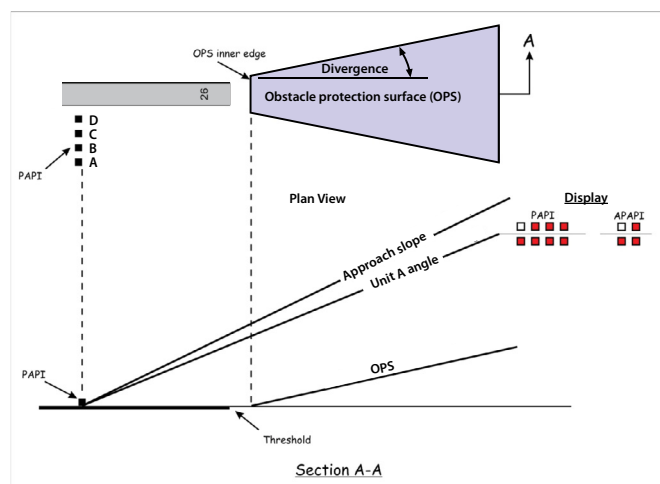 OPS inner edge
A
Divergence
Obstacle protection surface (OPS)
26
D
C
B
A
PAPI
Plan View
Display
PAPI
APAPI
Approach slope
Unit A angle
OPS
PAPI
Threshold
Section A-A